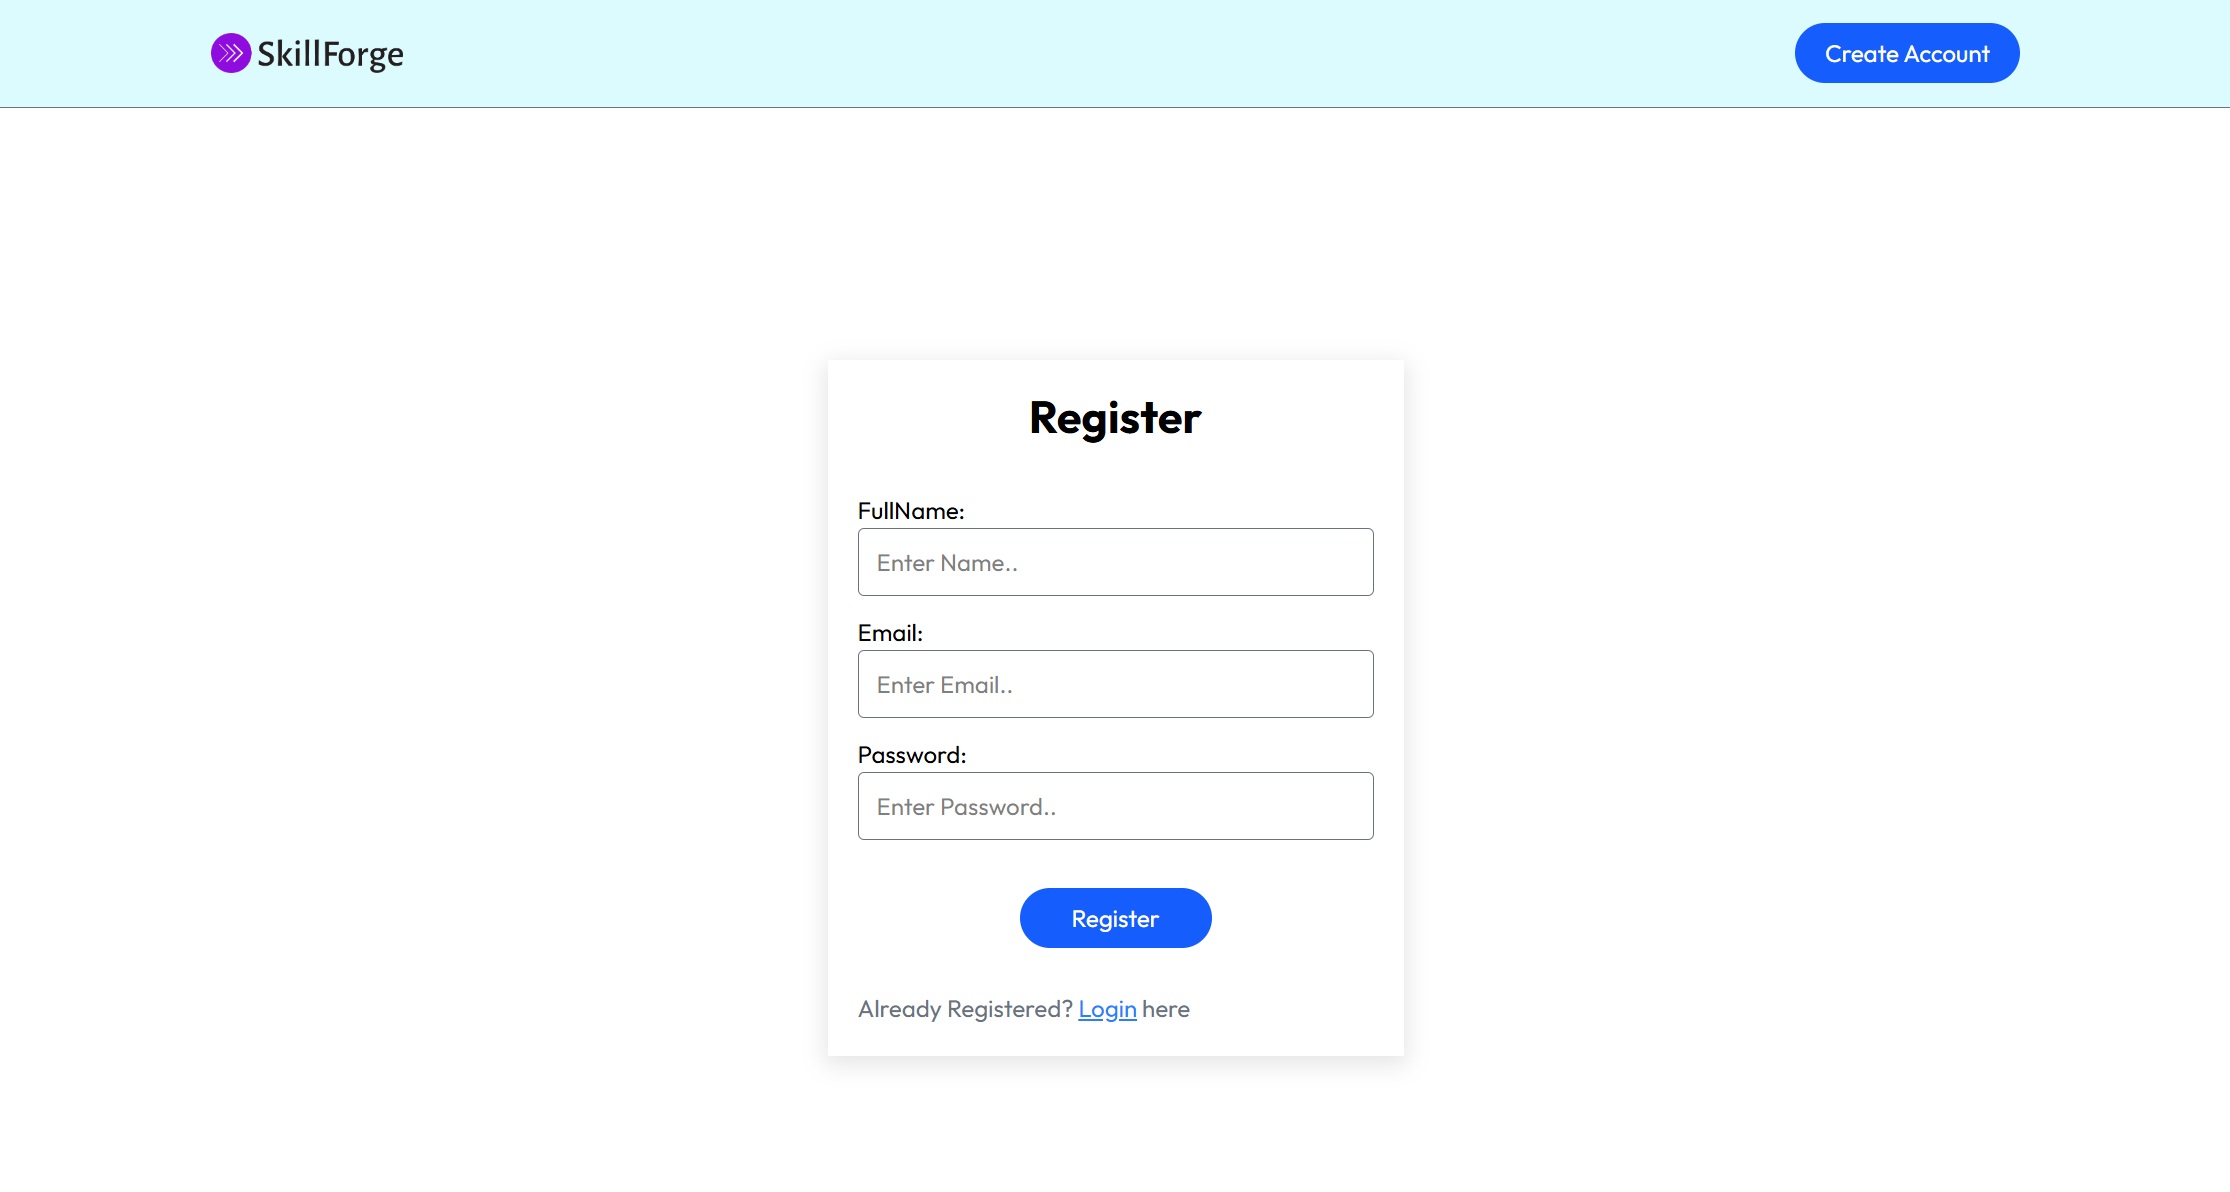 SkillForge
Create Account
Register
FullName:
Enter Name..
Email:
Enter Email..
Password:
Enter Password..
Register
Already Registered? Login here